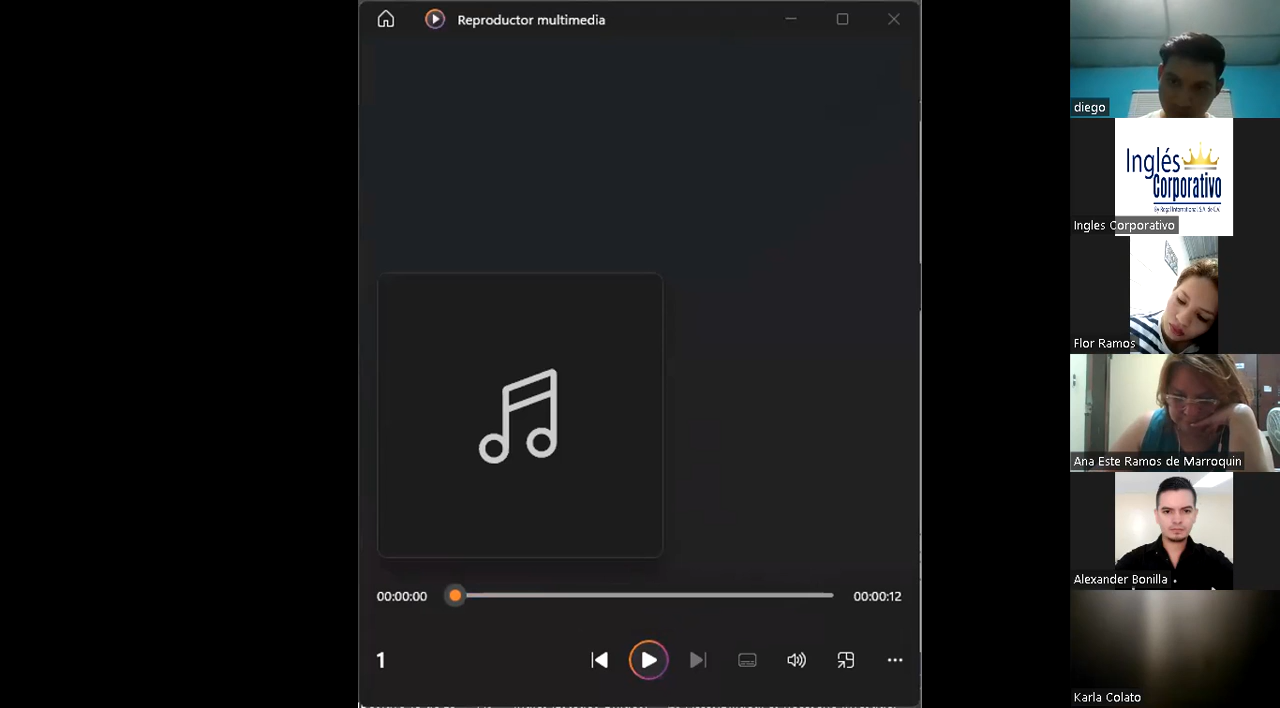 Reproductor multimedia
00:00:00
00:00:12
1
diego
Inglés
Corporativo
Ingles Corporativo
Flor Ramos
Ana Este Ramos de Marroquin
Alexander Bonilla
Karla Colato